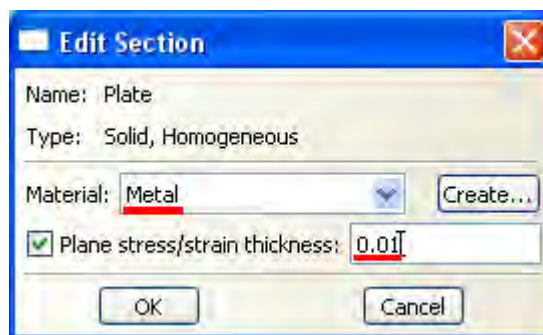 Edit Section
Name: Plate
Type: Solid, Homogeneous
Material: Metal Create...
Plane stress/strain thickness: 0.01
OK Cancel